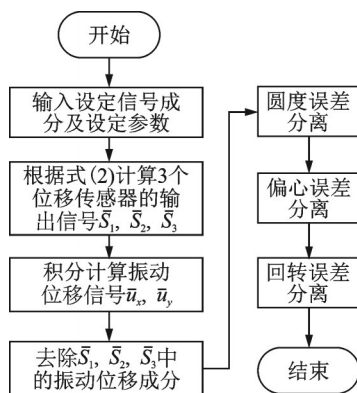 开始
输入设定信号成
分及设定参数
根据式(2)计算3个
位移传感器的输
出信号S̄₁, S̄₂, S̄₃
积分计算振动
位移信号ūₓ, ūᵧ
去除S̄₁, S̄₂, S̄₃中
的振动位移成分
圆度误差
分离
偏心误差
分离
回转误差
分离
结束